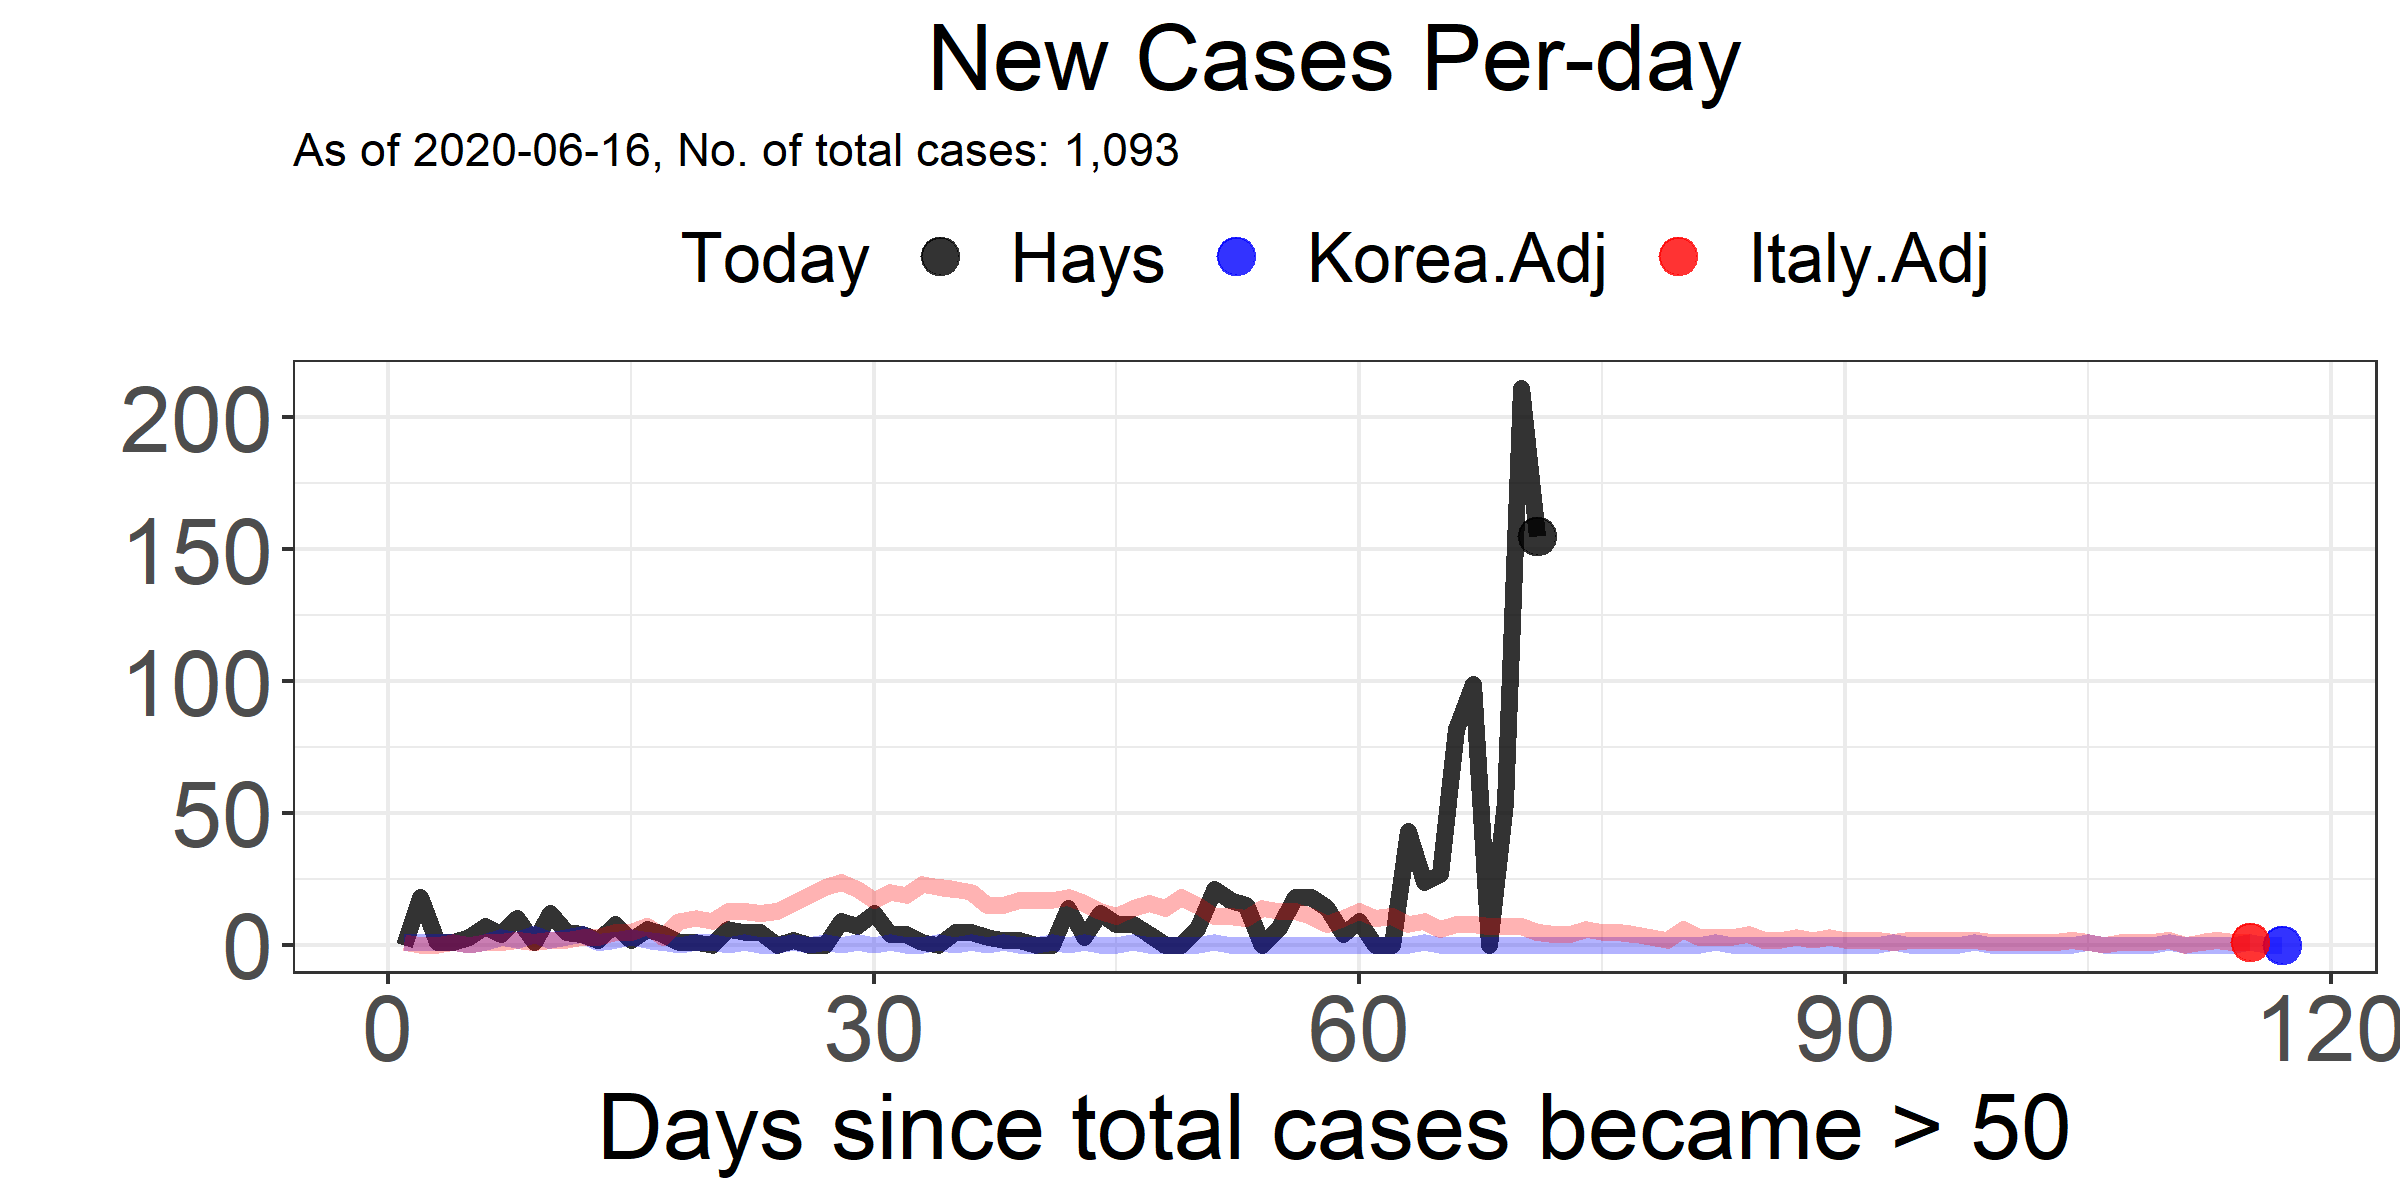 New Cases Per-day
As of 2020-06-16, No. of total cases: 1,093
Today Hays Korea.Adj Italy.Adj
200
150
100
50
0
0 30 60 90 120
Days since total cases became > 50